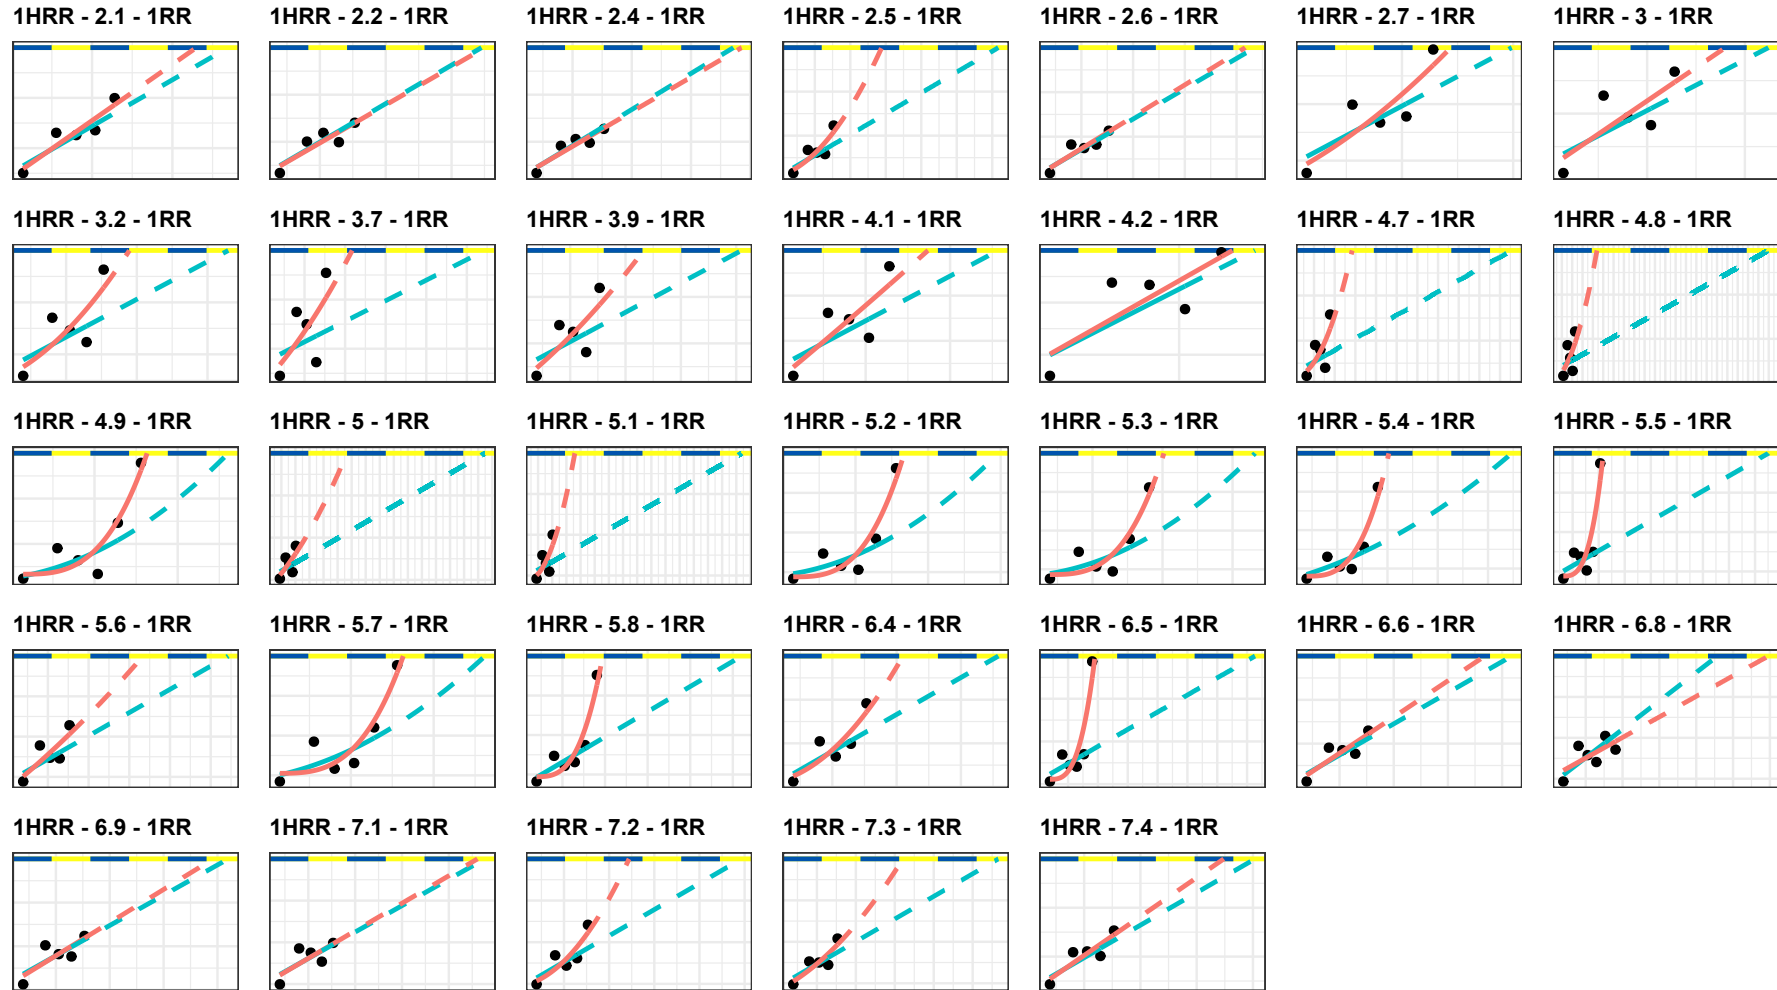 1HRR - 2.1 - 1RR
1HRR - 2.2 - 1RR
1HRR - 2.4 - 1RR
1HRR - 2.5 - 1RR
1HRR - 2.6 - 1RR
1HRR - 2.7 - 1RR
1HRR - 3 - 1RR
1HRR - 3.2 - 1RR
1HRR - 3.7 - 1RR
1HRR - 3.9 - 1RR
1HRR - 4.1 - 1RR
1HRR - 4.2 - 1RR
1HRR - 4.7 - 1RR
1HRR - 4.8 - 1RR
1HRR - 4.9 - 1RR
1HRR - 5 - 1RR
1HRR - 5.1 - 1RR
1HRR - 5.2 - 1RR
1HRR - 5.3 - 1RR
1HRR - 5.4 - 1RR
1HRR - 5.5 - 1RR
1HRR - 5.6 - 1RR
1HRR - 5.7 - 1RR
1HRR - 5.8 - 1RR
1HRR - 6.4 - 1RR
1HRR - 6.5 - 1RR
1HRR - 6.6 - 1RR
1HRR - 6.8 - 1RR
1HRR - 6.9 - 1RR
1HRR - 7.1 - 1RR
1HRR - 7.2 - 1RR
1HRR - 7.3 - 1RR
1HRR - 7.4 - 1RR